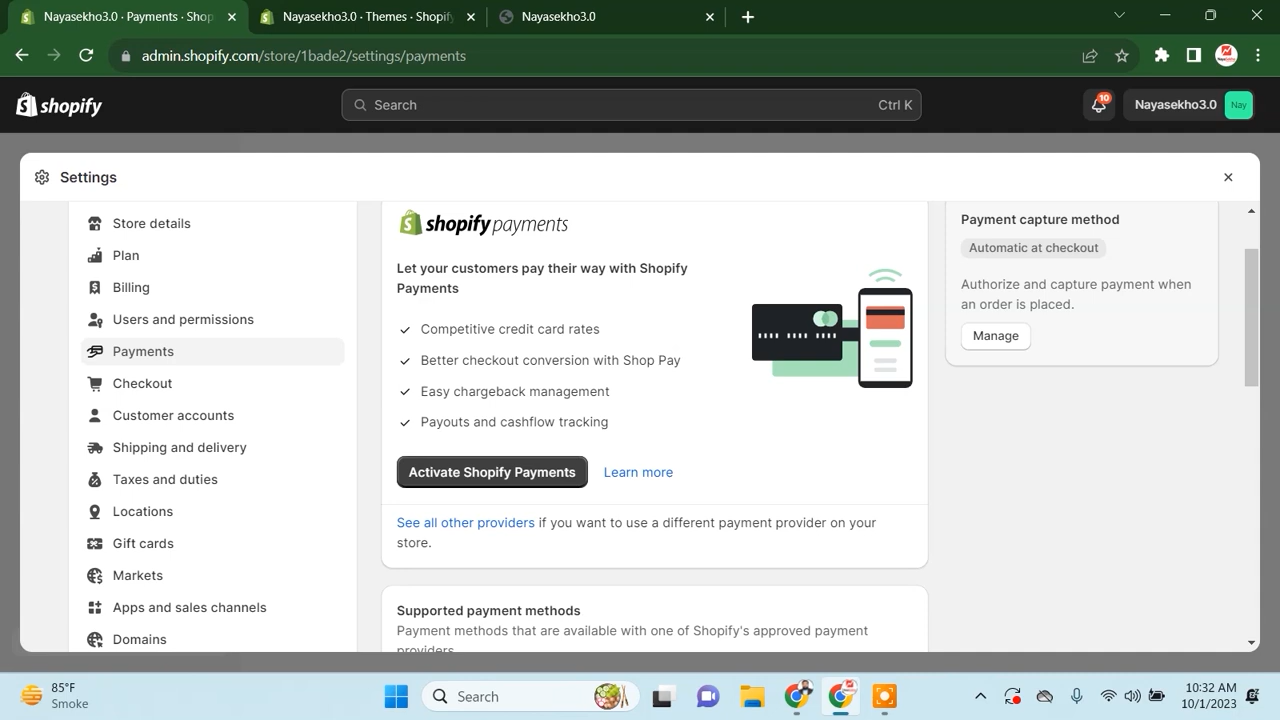 Nayasekho3.0 · Payments · Shop
Nayasekho3.0 · Themes · Shopify
Nayasekho3.0
admin.shopify.com/store/1bade2/settings/payments
shopify
Search
Ctrl K
10
Nayasekho3.0
Nay
Settings
Store details
Plan
Billing
Users and permissions
Payments
Checkout
Customer accounts
Shipping and delivery
Taxes and duties
Locations
Gift cards
Markets
Apps and sales channels
Domains
shopify payments
Let your customers pay their way with Shopify
Payments
Competitive credit card rates
Better checkout conversion with Shop Pay
Easy chargeback management
Payouts and cashflow tracking
Activate Shopify Payments
Learn more
See all other providers if you want to use a different payment provider on your
store.
Supported payment methods
Payment methods that are available with one of Shopify's approved payment
providers.
Payment capture method
Automatic at checkout
Authorize and capture payment when
an order is placed.
Manage
85°F
Smoke
Search
10:32 AM
10/1/2023